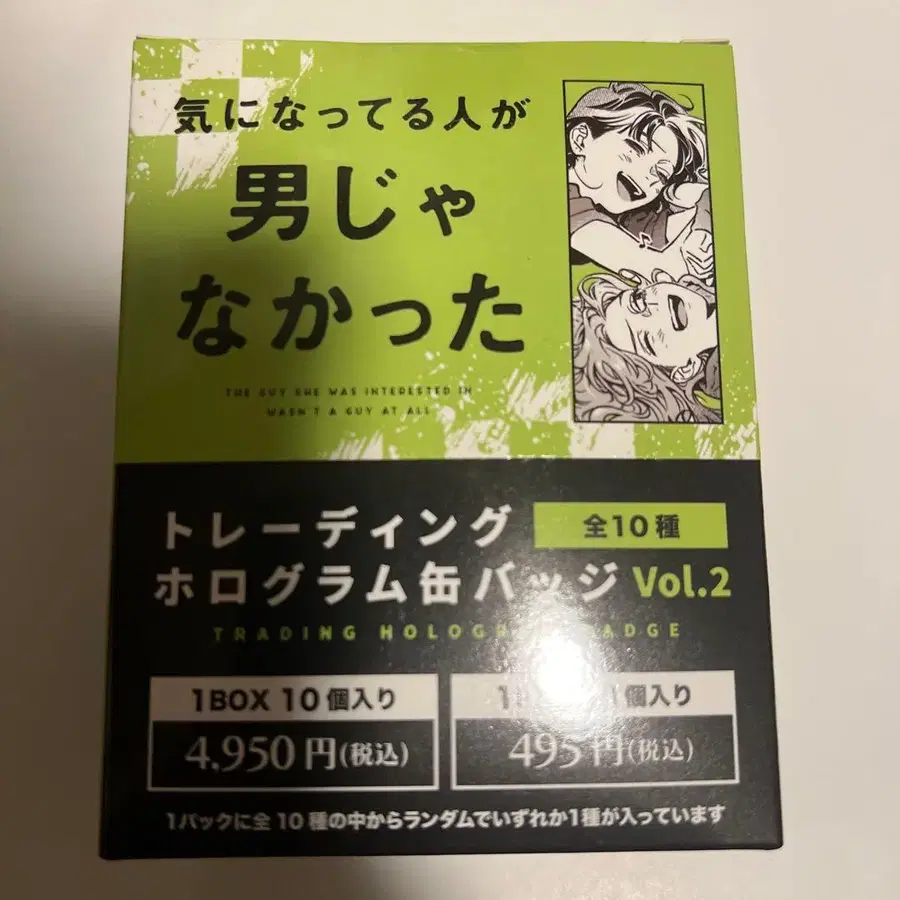 気になってる人が
男じゃ
なかった
THE GUY SHE WAS INTERESTED IN
WASN'T A GUY AT ALL
トレーディング
全10種
ホログラム缶バッジ Vol.2
TRADING
1BOX 10個入り
個入り
4,950円(税込)
495円(税込)
1パックに全10種の中からランダムでいずれか1種が入っています